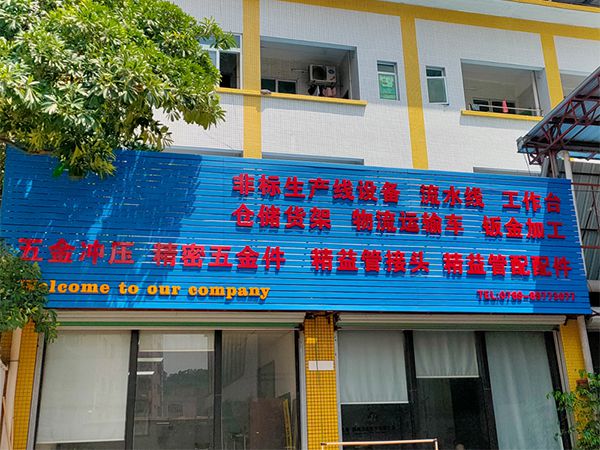 非标生产线设备 流水线 工作台
仓储货架 物流运输车 钣金加工
五金冲压 精密五金件 精益管接头 精益管配配件
Welcome to our company